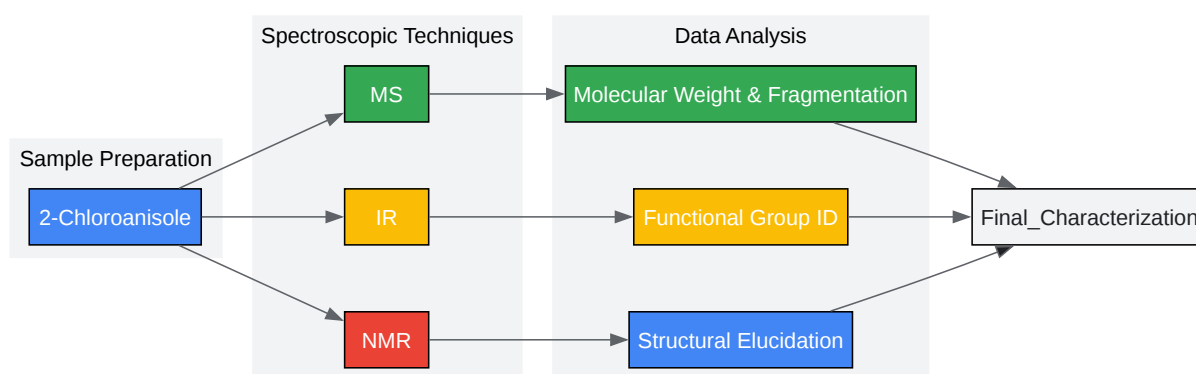 Spectroscopic Techniques
Data Analysis
MS
Molecular Weight & Fragmentation
Sample Preparation
2-Chloroanisole
IR
Functional Group ID
Final_Characterization
NMR
Structural Elucidation